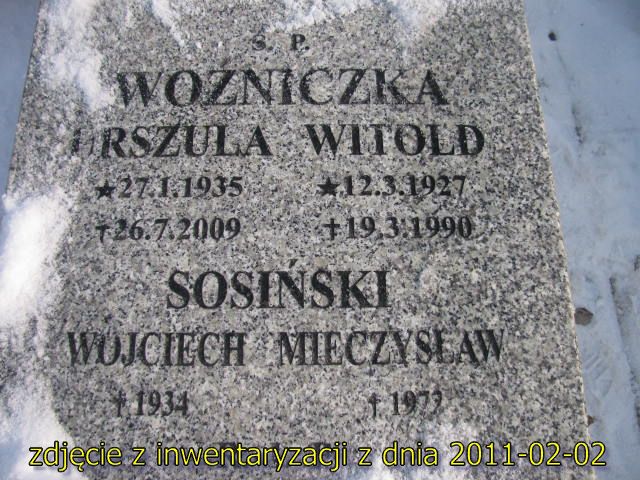 Ś. P.
WOŹNICZKA
URSZULA WITOLD
★27.1.1935 ★12.3.1927
†26.7.2009 †19.3.1990
SOSIŃSKI
WOJCIECH MIECZYSŁAW
†1934 †1977
zdjęcie z inwentaryzacji z dnia 2011-02-02